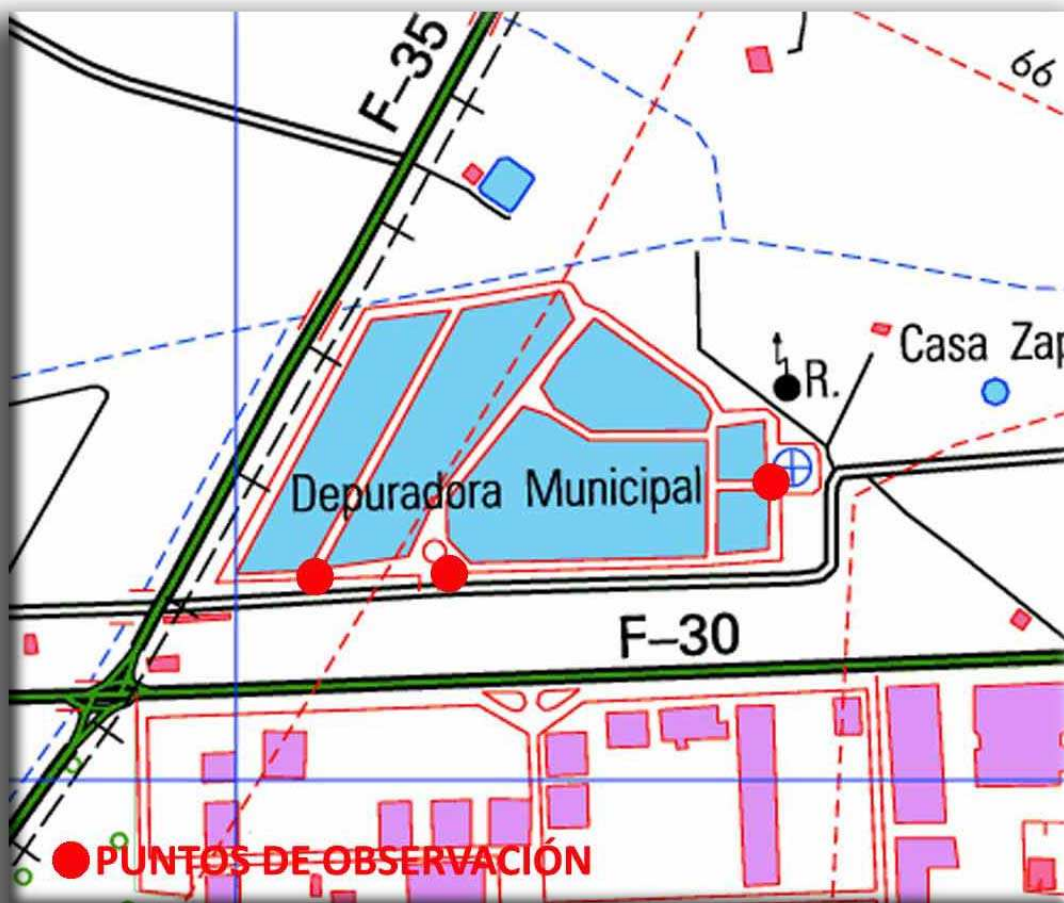 F-35
66
R.
Casa Zap
Depuradora Municipal
F-30
PUNTOS DE OBSERVACIÓN